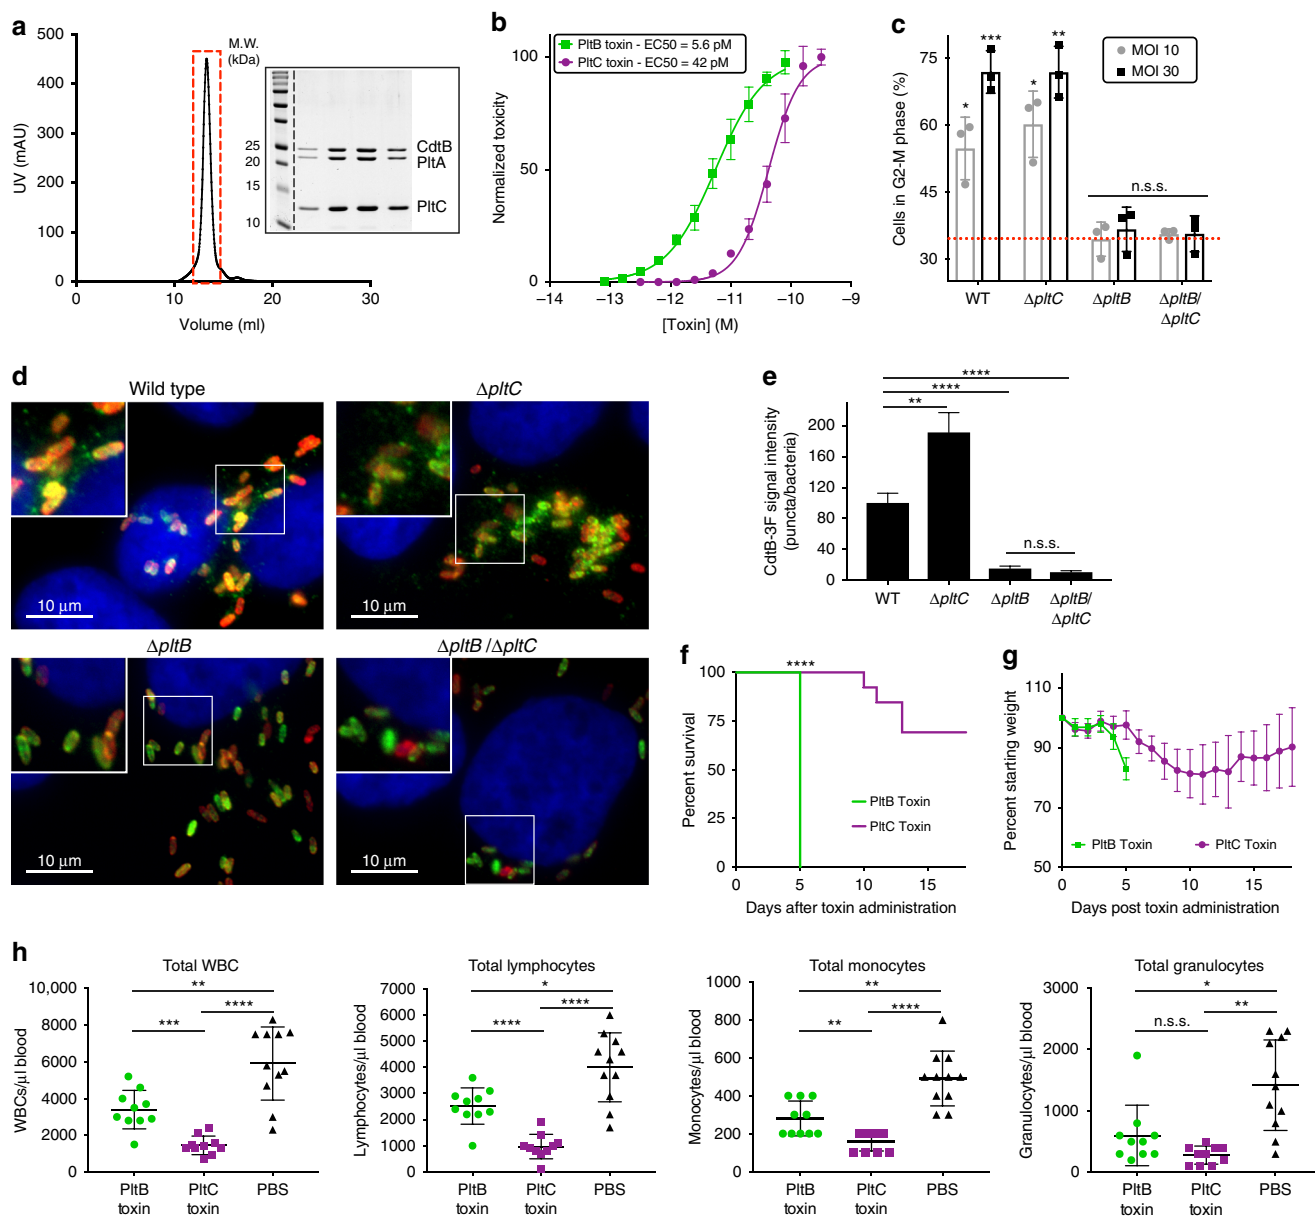 a
500
400
300
200
100
0
UV (mAU)
0
10
20
30
Volume (ml)
M.W.
(kDa)
25
20
15
10
CdtB
PltA
PltC
b
PltB toxin - EC50 = 5.6 pM
PltC toxin - EC50 = 42 pM
100
50
0
Normalized toxicity
–14
–13
–12
–11
–10
–9
[Toxin] (M)
c
MOI 10
MOI 30
75
60
45
30
Cells in G2-M phase (%)
*
***
*
**
n.s.s.
WT
ΔpltC
ΔpltB
ΔpltB/
ΔpltC
d
Wild type
ΔpltC
10 μm
10 μm
ΔpltB
ΔpltB /ΔpltC
10 μm
10 μm
e
****
****
**
n.s.s.
200
160
120
80
40
0
CdtB-3F signal intensity
(puncta/bacteria)
WT
ΔpltC
ΔpltB
ΔpltB/
ΔpltC
f
****
100
75
50
25
0
Percent survival
PltB Toxin
PltC Toxin
0
5
10
15
Days after toxin administration
g
110
90
70
50
Percent starting weight
PltB Toxin
PltC Toxin
0
5
10
15
Days post toxin administration
h
Total WBC
**
****
***
10,000
8000
6000
4000
2000
0
WBCs/μl blood
PltB
toxin
PltC
toxin
PBS
Total lymphocytes
*
****
****
7000
6000
5000
4000
3000
2000
1000
0
Lymphocytes/μl blood
PltB
toxin
PltC
toxin
PBS
Total monocytes
**
****
**
1000
800
600
400
200
0
Monocytes/μl blood
PltB
toxin
PltC
toxin
PBS
Total granulocytes
*
**
n.s.s.
3000
2000
1000
0
Granulocytes/μl blood
PltB
toxin
PltC
toxin
PBS